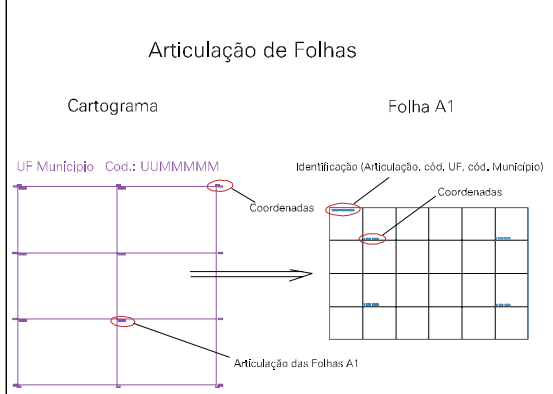 Articulação de Folhas
Cartograma
Folha A1
UF Municipio Cod.: UUMMMMM
Identificação (Articulação, cód. UF, cód. Município)
Coordenadas
Coordenadas
Articulação das Folhas A1